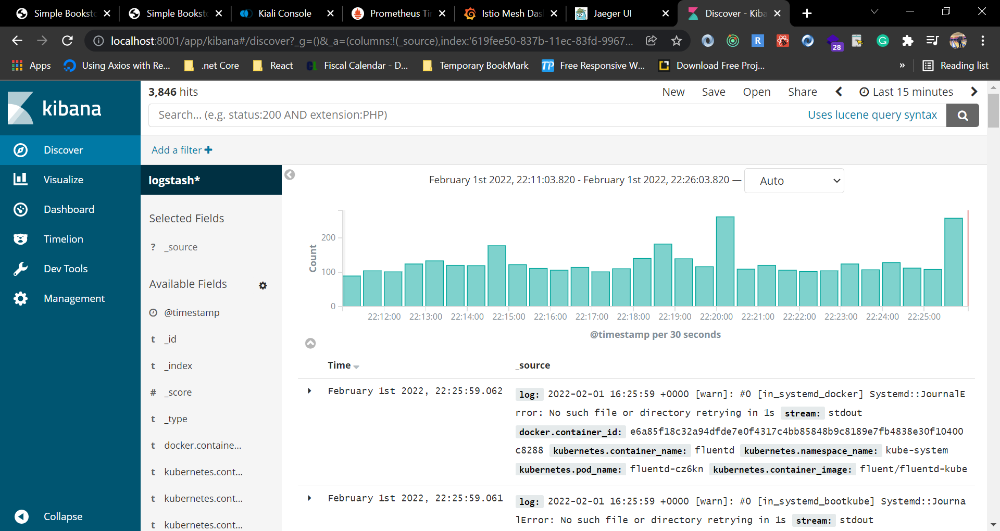 Simple Booksto
Simple Booksto
Kiali Console
Prometheus Ti
Istio Mesh Das
Jaeger UI
Discover - Kiba
localhost:8001/app/kibana#/discover?_g=()&_a=(columns:!(_source),index:'619fee50-837b-11ec-83fd-9967...
R
28
Apps
Using Axios with Re...
.net Core
React
CL
Fiscal Calendar - D...
Temporary BookMark
TP
Free Responsive W...
Download Free Proj...
»
Reading list
kibana
Discover
Visualize
Dashboard
Timelion
Dev Tools
Management
Collapse
3,846 hits
New Save Open Share Last 15 minutes
Search... (e.g. status:200 AND extension:PHP) Uses lucene query syntax
Add a filter +
logstash*
Selected Fields
? _source
Available Fields
@timestamp
t _id
t _index
# _score
t _type
t docker.containe...
t kubernetes.cont...
t kubernetes.cont...
t kubernetes.cont...
February 1st 2022, 22:11:03.820 - February 1st 2022, 22:26:03.820 — Auto
Count
200
100
0
22:12:00 22:13:00 22:14:00 22:15:00 22:16:00 22:17:00 22:18:00 22:19:00 22:20:00 22:21:00 22:22:00 22:23:00 22:24:00 22:25:00
@timestamp per 30 seconds
Time _source
February 1st 2022, 22:25:59.062
log: 2022-02-01 16:25:59 +0000 [warn]: #0 [in_systemd_docker] Systemd::JournalE
rror: No such file or directory retrying in 1s stream: stdout
docker.container_id: e6a85f18c32a94dfde7e0f4317c4bb85848b9c8189e7fb4838e30f10400
c8288 kubernetes.container_name: fluentd kubernetes.namespace_name: kube-system
kubernetes.pod_name: fluentd-cz6kn kubernetes.container_image: fluent/fluentd-kube
February 1st 2022, 22:25:59.061
log: 2022-02-01 16:25:59 +0000 [warn]: #0 [in_systemd_bootkube] Systemd::Journa
lError: No such file or directory retrying in 1s stream: stdout